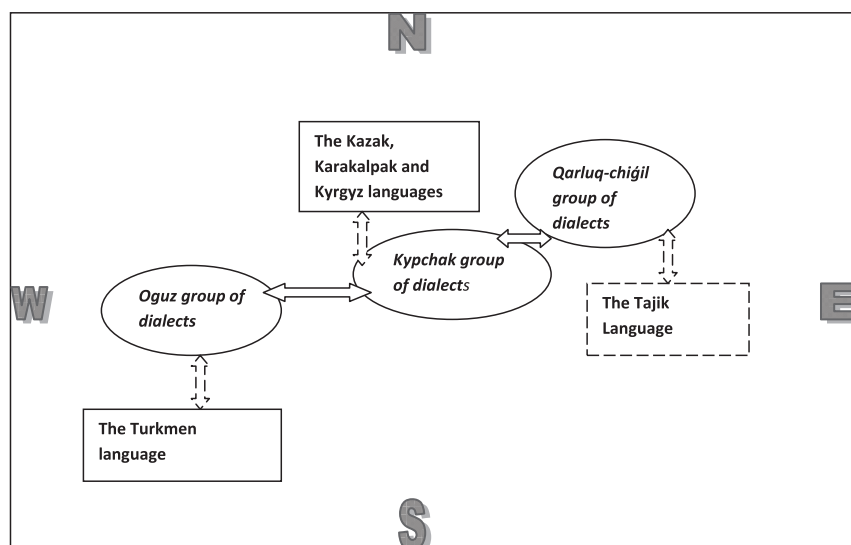 N
The Kazak,
Karakalpak and
Kyrgyz languages
Qarluq-chiġil
group of
dialects
Kypchak group
of dialects
Oguz group of
dialects
W
E
The Tajik
Language
The Turkmen
language
S